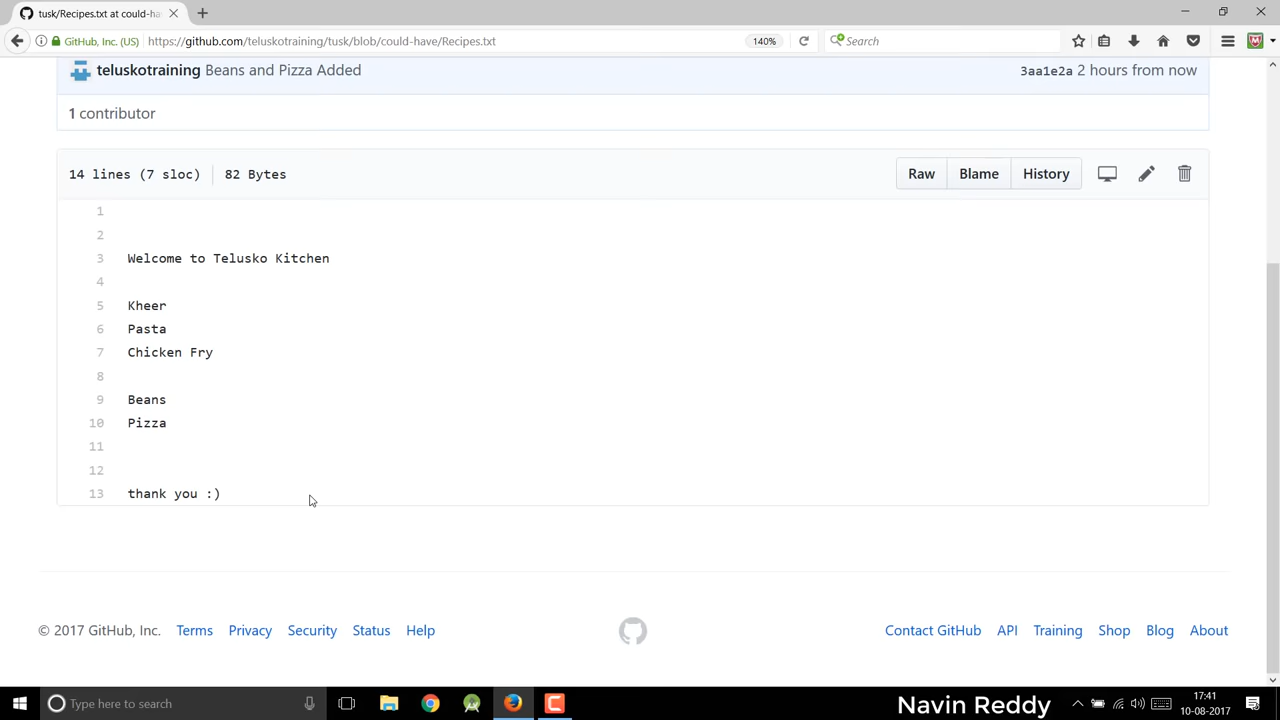 tusk/Recipes.txt at could-ha
GitHub, Inc. (US)
https://github.com/teluskotraining/tusk/blob/could-have/Recipes.txt
140%
Search
teluskotraining Beans and Pizza Added
3aa1e2a 2 hours from now
1 contributor
14 lines (7 sloc)
82 Bytes
Raw
Blame
History
1
2
3 Welcome to Telusko Kitchen
4
5 Kheer
6 Pasta
7 Chicken Fry
8
9 Beans
10 Pizza
11
12
13 thank you :)
© 2017 GitHub, Inc. Terms Privacy Security Status Help
Contact GitHub API Training Shop Blog About
Type here to search
Navin Reddy
17:41
10-08-2017